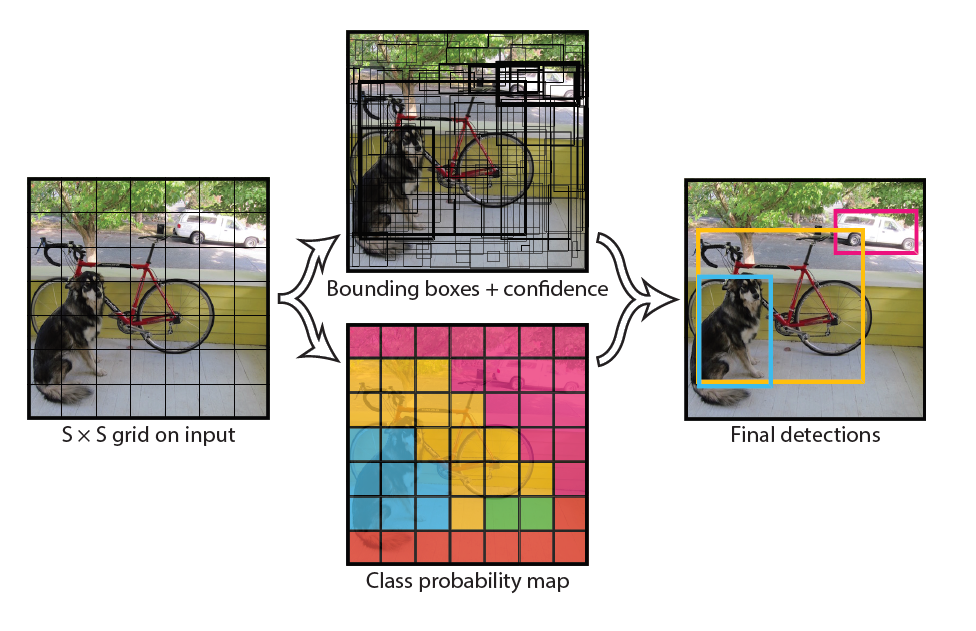 Bounding boxes + confidence
S × S grid on input
Final detections
Class probability map